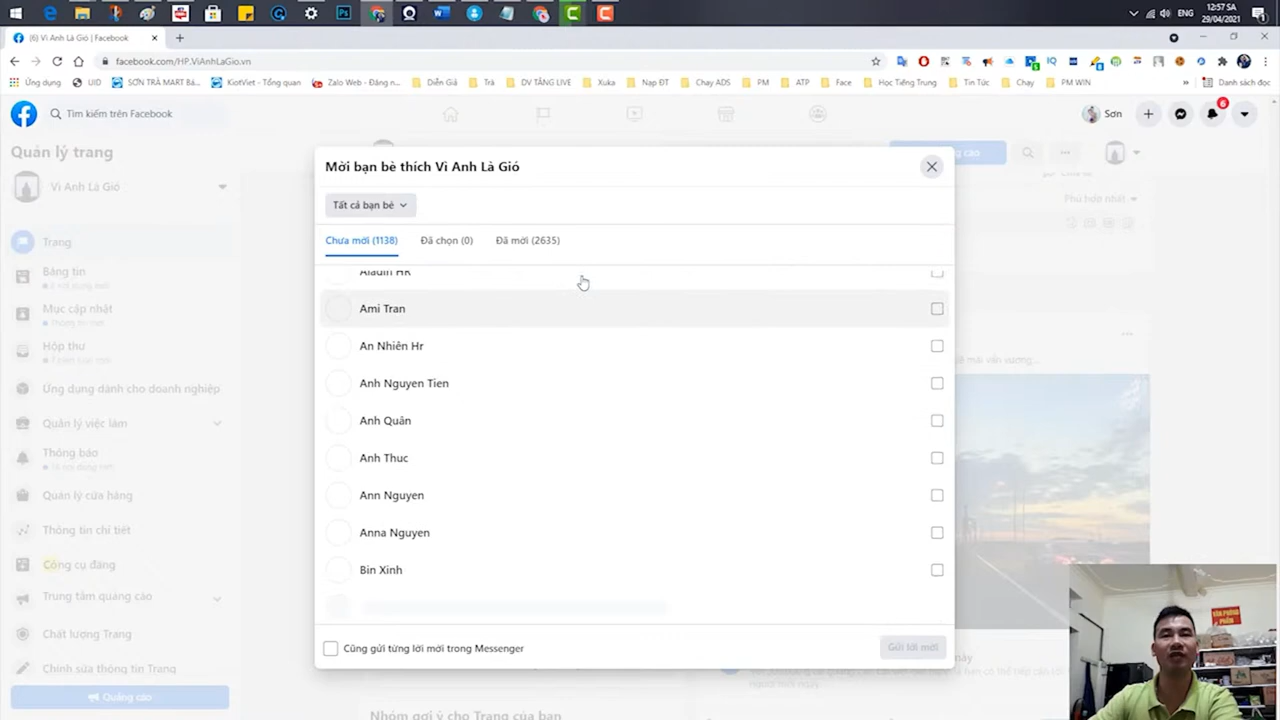 12:57 SA
ENG
29/04/2021
(6) Vì Anh Là Gió | Facebook
facebook.com/HP.ViAnhLaGio.vn
Ứng dụng
UID
SƠN TRÀ MART Bá...
KiotViet - Tổng quan
Zalo Web - Đăng n...
Diễn Giả
Trà
DV TĂNG LIVE
Xuka
Nạp ĐT
Chay ADS
PM
ATP
Face
Học Tiếng Trung
Tin Tức
Chay
PM WIN
Danh sách đọc
Tìm kiếm trên Facebook
Sơn
6
Quản lý trang
Vì Anh Là Gió
Trang
Bảng tin
Mục cập nhật
Thông tin mới
Hộp thư
Ứng dụng dành cho doanh nghiệp
Quản lý việc làm
Thông báo
Quản lý cửa hàng
Thông tin chi tiết
Công cụ đăng
Trung tâm quảng cáo
Chất lượng Trang
Chỉnh sửa thông tin Trang
Quảng cáo
Mời bạn bè thích Vì Anh Là Gió
Tất cả bạn bè
Chưa mời (1138)
Đã chọn (0)
Đã mời (2635)
Aladin HR
Ami Tran
An Nhiên Hr
Anh Nguyen Tien
Anh Quân
Anh Thuc
Ann Nguyen
Anna Nguyen
Bin Xinh
Cũng gửi từng lời mời trong Messenger
Gửi lời mời
Phù hợp nhất
Nhóm gợi ý cho Trang của bạn